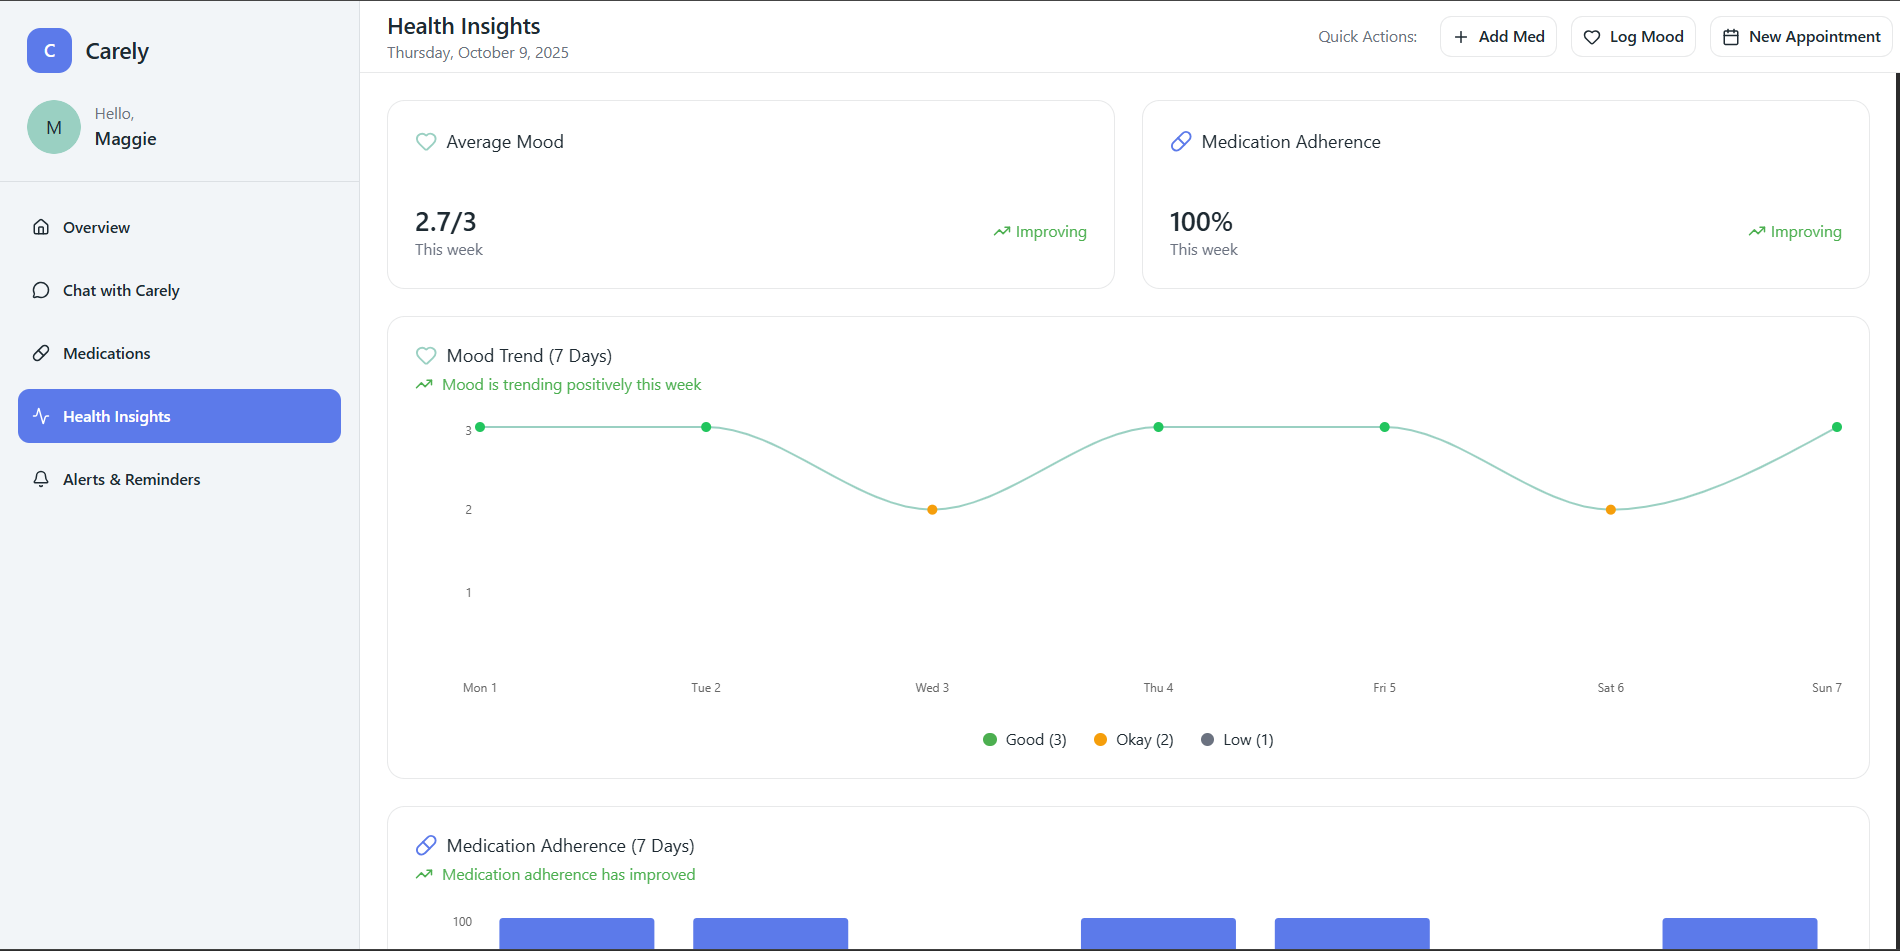 C
Carely
M
Hello,
Maggie
Overview
Chat with Carely
Medications
Health Insights
Alerts & Reminders
Health Insights
Thursday, October 9, 2025
Quick Actions:
Add Med
Log Mood
New Appointment
Average Mood
2.7/3
This week
Improving
Medication Adherence
100%
This week
Improving
Mood Trend (7 Days)
Mood is trending positively this week
3
2
1
Mon 1 Tue 2 Wed 3 Thu 4 Fri 5 Sat 6 Sun 7
Good (3) Okay (2) Low (1)
Medication Adherence (7 Days)
Medication adherence has improved
100